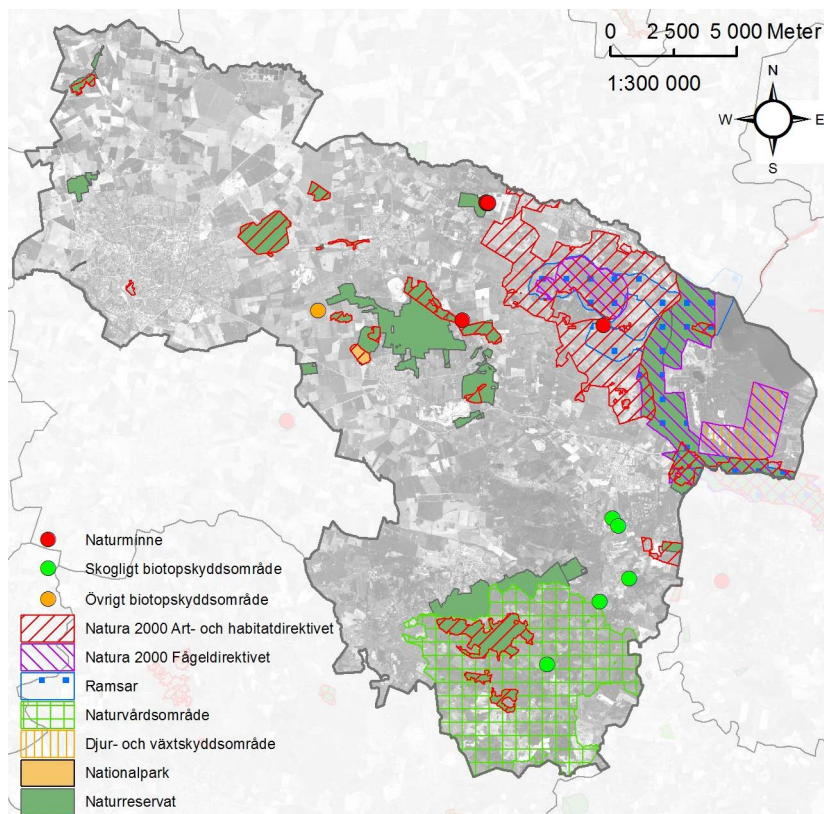 0 2 500 5 000 Meter
1:300 000
N
W E
S
Naturminne
Skogligt biotopskyddsområde
Övrigt biotopskyddsområde
Natura 2000 Art- och habitatdirektivet
Natura 2000 Fågeldirektivet
Ramsar
Naturvårdsområde
Djur- och växtskyddsområde
Nationalpark
Naturreservat